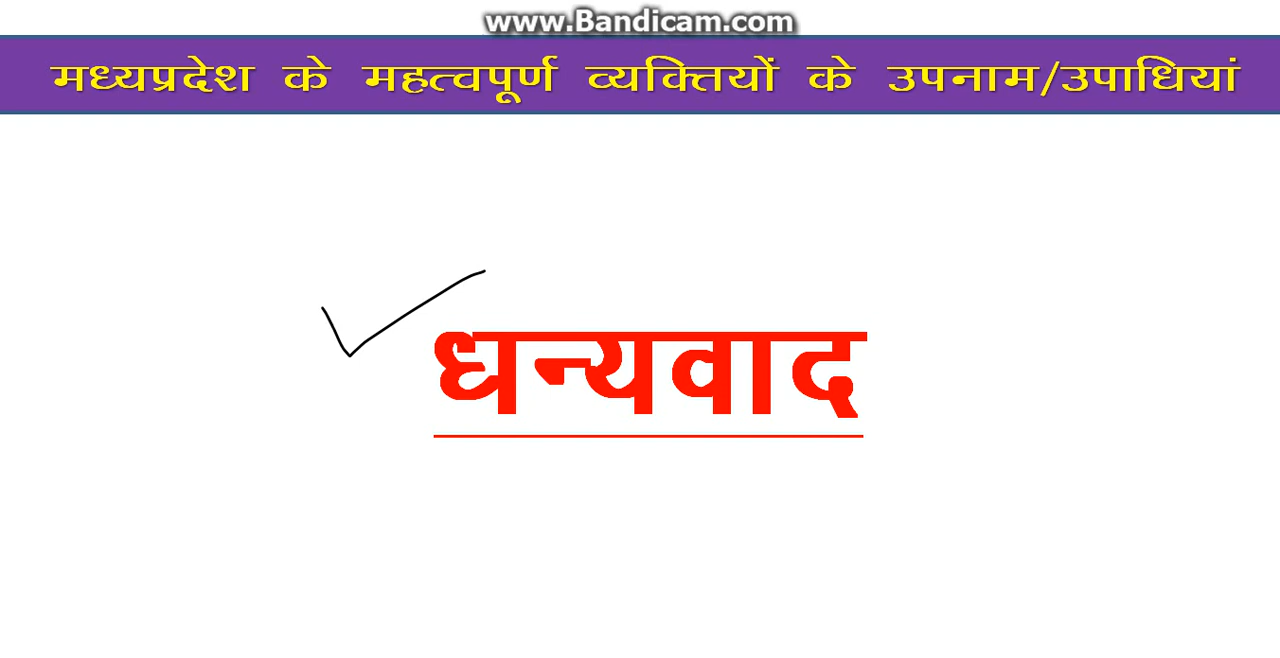 www.Bandicam.com
मध्यप्रदेश के महत्वपूर्ण व्यक्तियों के उपनाम/उपाधियां
धन्यवाद